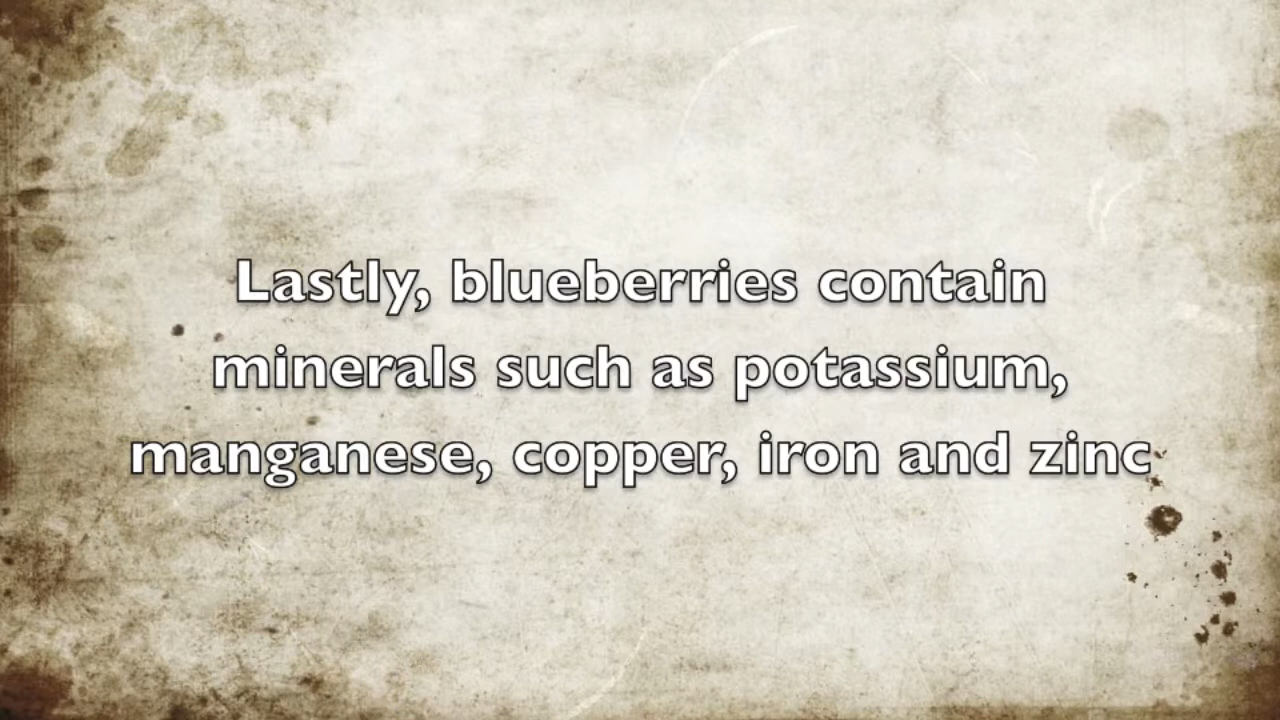 Lastly, blueberries contain
minerals such as potassium,
manganese, copper, iron and zinc